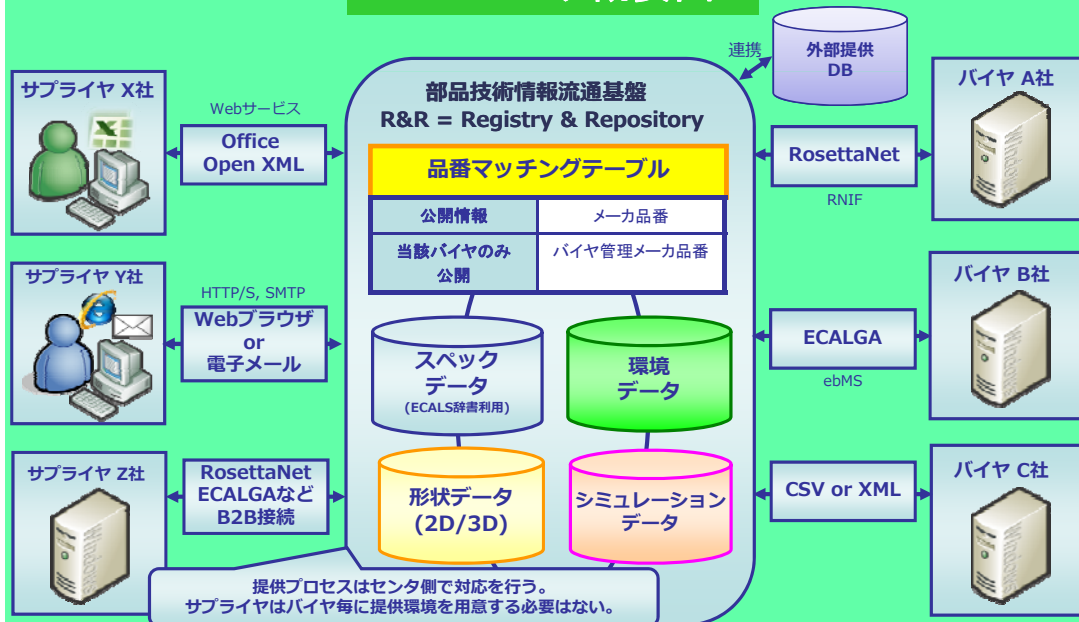 連携
外部提供
DB
サプライヤ X社
Webサービス
Office
Open XML
部品技術情報流通基盤
R&R = Registry & Repository
品番マッチングテーブル
公開情報
メーカ品番
当該バイヤのみ
公開
バイヤ管理メーカ品番
バイヤ A社
RosettaNet
RNIF
サプライヤ Y社
HTTP/S, SMTP
Webブラウザ
or
電子メール
スペック
データ
(ECALS辞書利用)
環境
データ
バイヤ B社
ECALGA
ebMS
サプライヤ Z社
RosettaNet
ECALGAなど
B2B接続
形状データ
(2D/3D)
シミュレーション
データ
バイヤ C社
CSV or XML
提供プロセスはセンタ側で対応を行う。
サプライヤはバイヤ毎に提供環境を用意する必要はない。